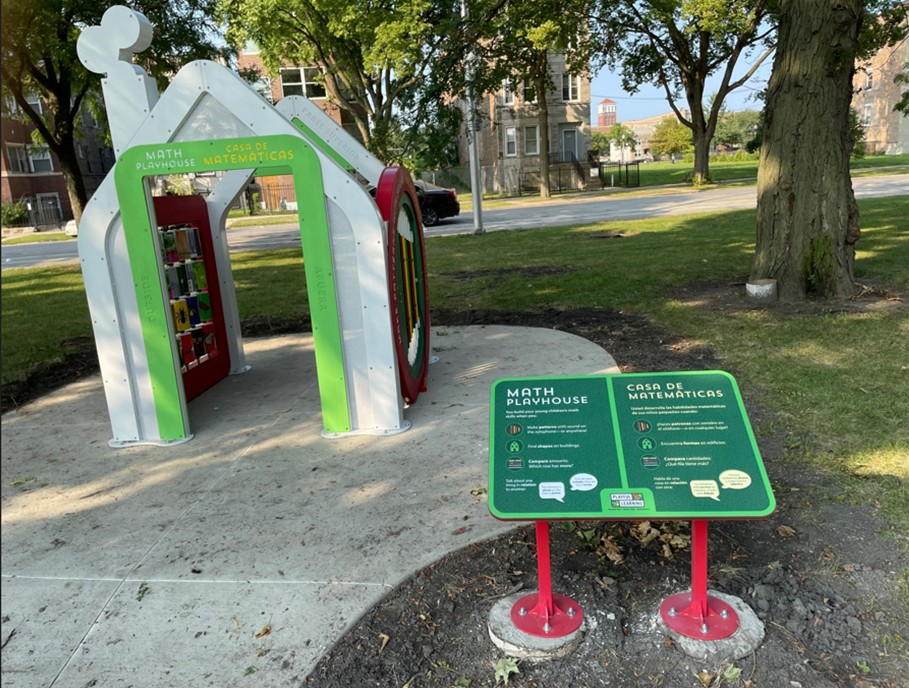 MATH
PLAYHOUSE
CASA DE
MATEMÁTICAS
AFUERA
MATH
PLAYHOUSE
You build your young children's math
skills when you:
Make patterns with sound on
the xylophone—or anywhere!
Find shapes on buildings.
Compare amounts.
Which row has more?
Talk about one
thing in relation
to another.
CASA DE
MATEMÁTICAS
Usted desarrolla las habilidades matemáticas
de sus niños pequeños cuando:
Hacen patrones con sonidos en
el xilófono—o en cualquier lugar!
Encuentra formas en edificios.
Compara cantidades.
¿Qué fila tiene más?
Habla de una
cosa en relación
con otra.
PLAYFUL
LEARNING